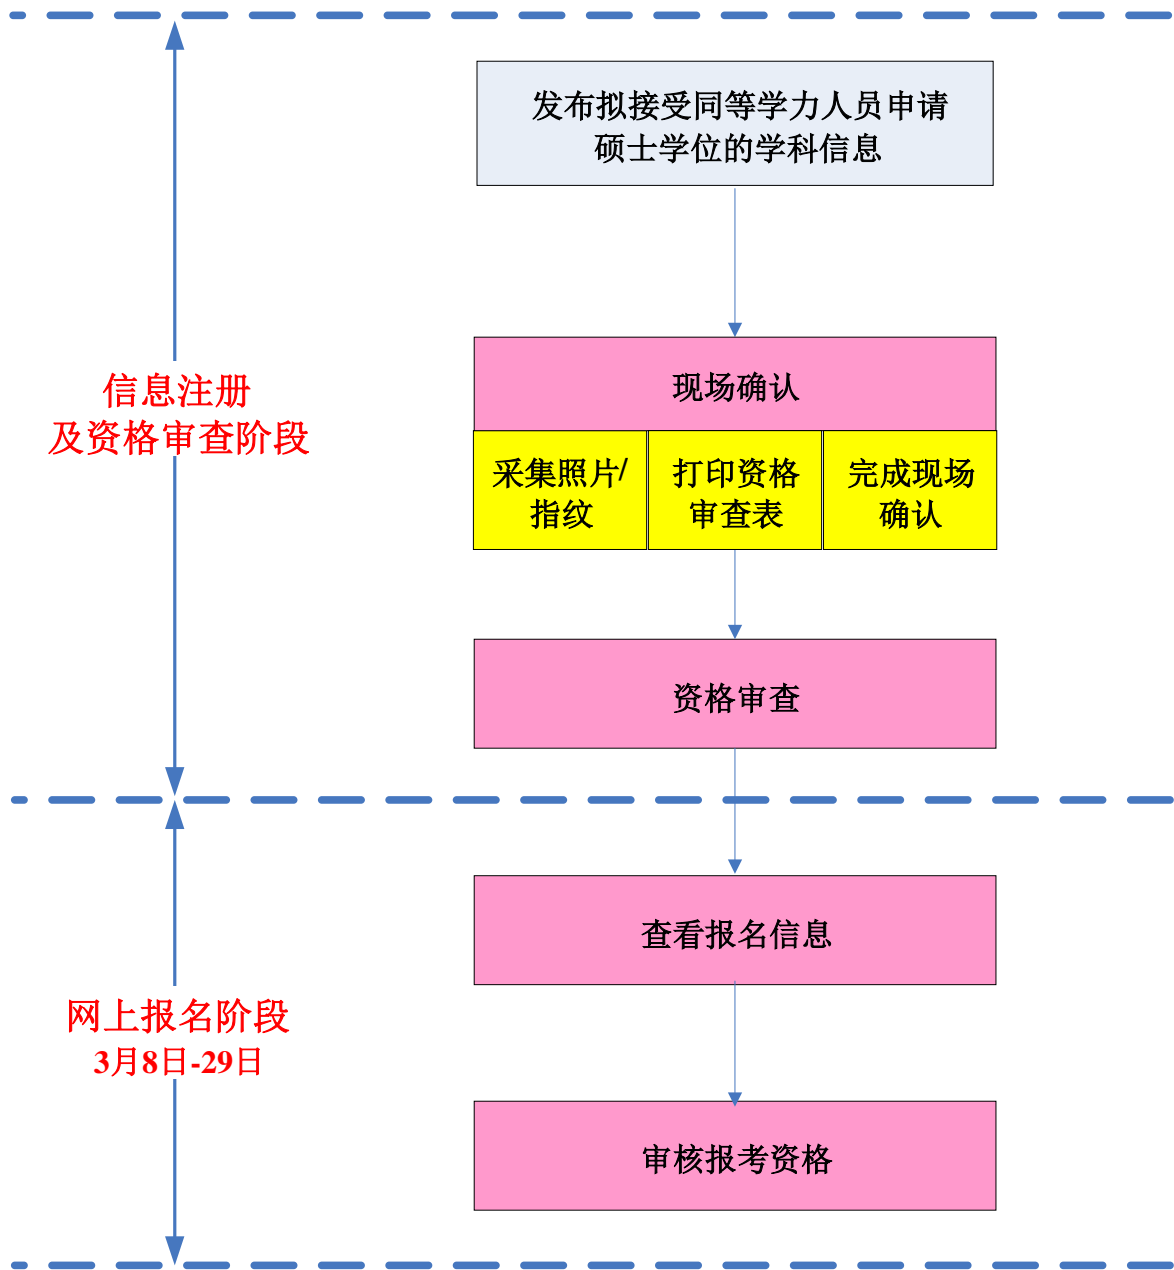 发布拟接受同等学力人员申请
硕士学位的学科信息
现场确认
信息注册
及资格审查阶段
采集照片/
指纹
打印资格
审查表
完成现场
确认
资格审查
查看报名信息
网上报名阶段
3月8日-29日
审核报考资格